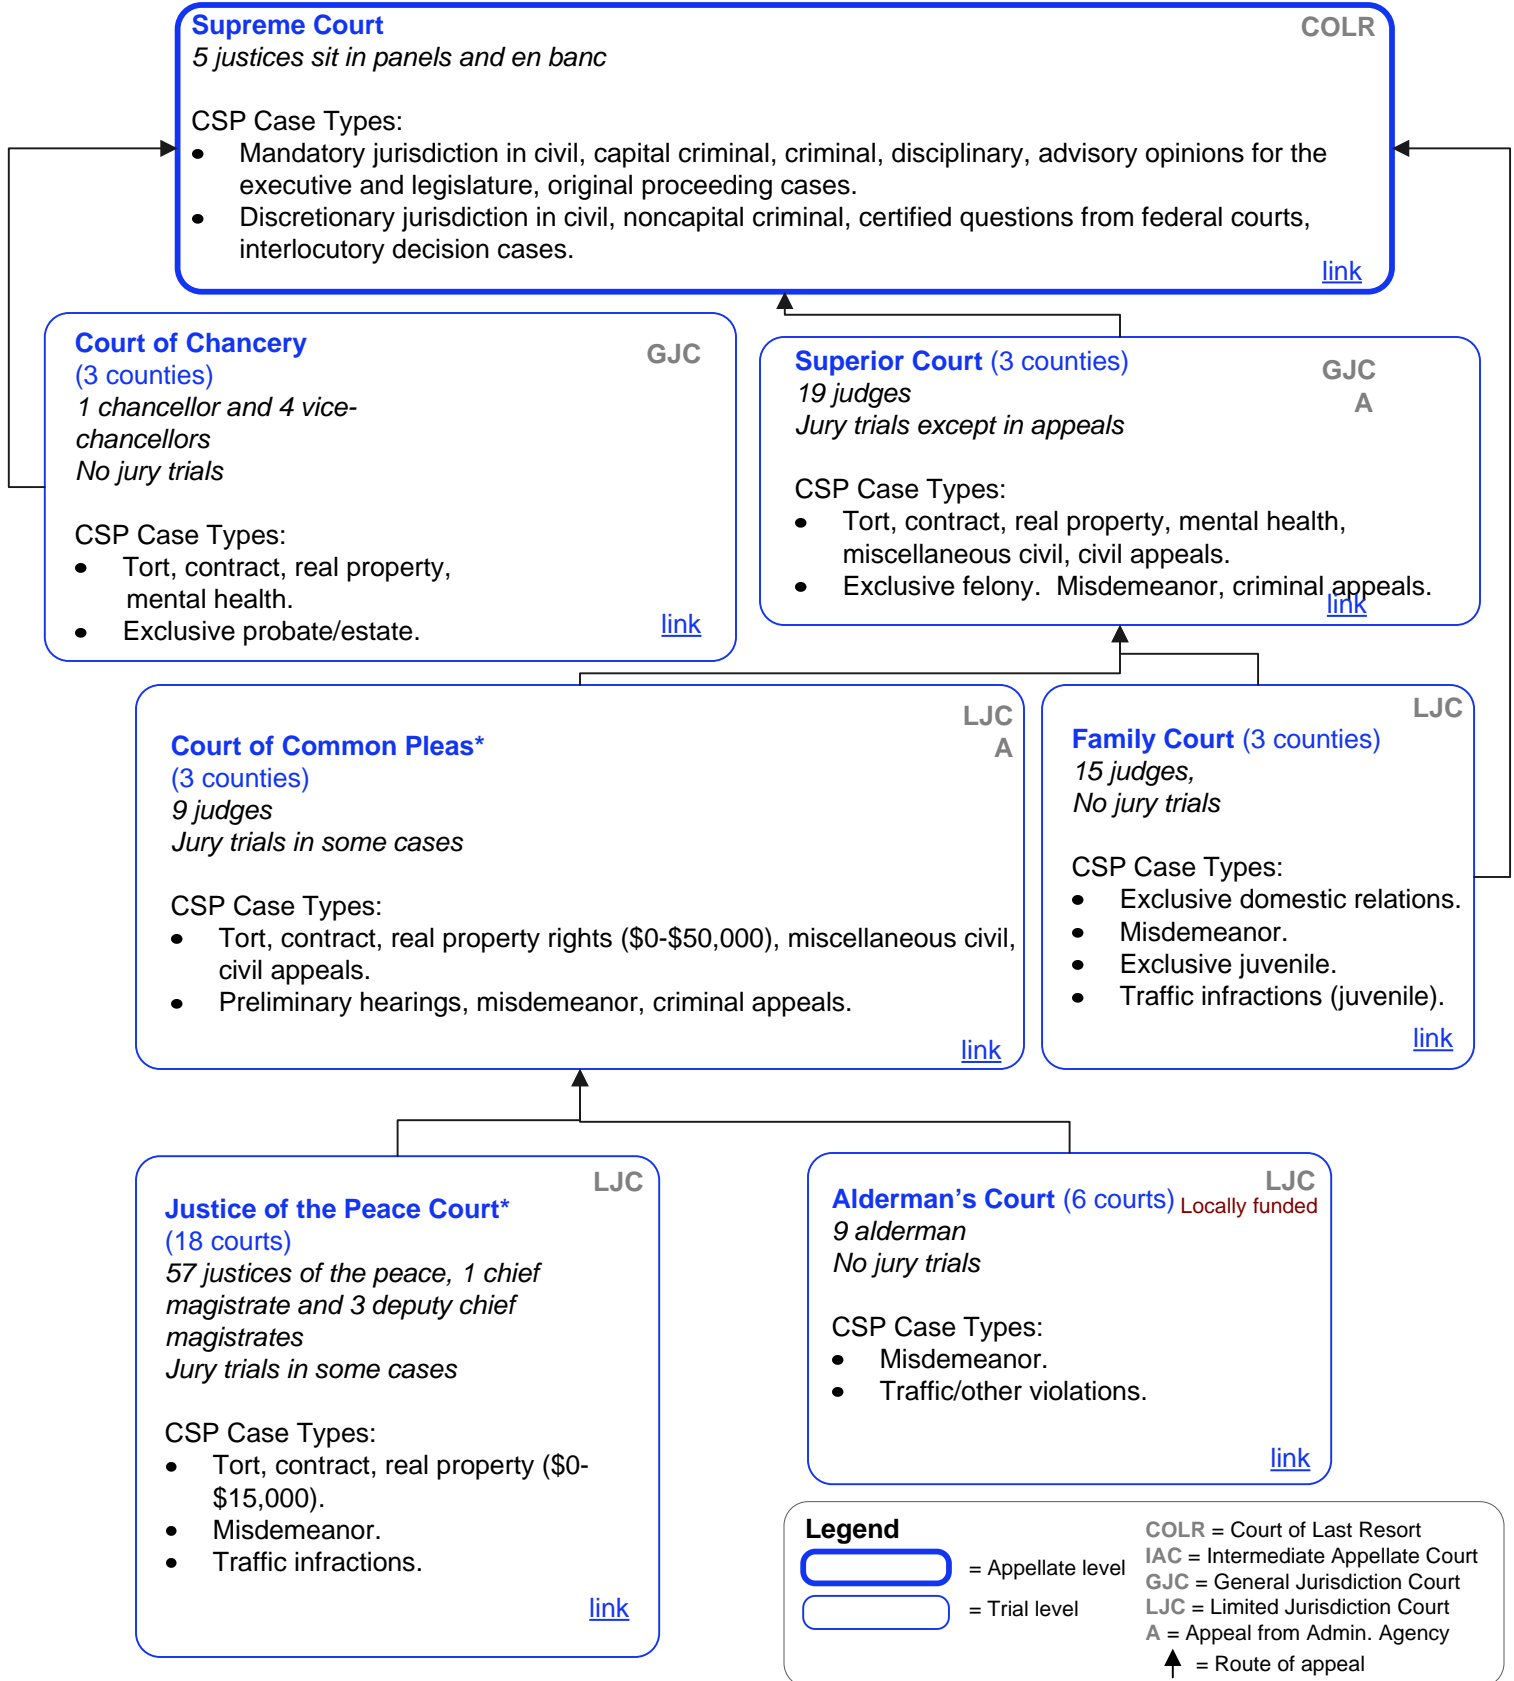 Supreme Court
COLR
5 justices sit in panels and en banc
CSP Case Types:
• Mandatory jurisdiction in civil, capital criminal, criminal, disciplinary, advisory opinions for the
executive and legislature, original proceeding cases.
• Discretionary jurisdiction in civil, noncapital criminal, certified questions from federal courts,
interlocutory decision cases.
link
Court of Chancery
GJC
(3 counties)
1 chancellor and 4 vice-
chancellors
No jury trials
CSP Case Types:
• Tort, contract, real property,
mental health.
• Exclusive probate/estate.
link
Superior Court (3 counties)
GJC
A
19 judges
Jury trials except in appeals
CSP Case Types:
• Tort, contract, real property, mental health,
miscellaneous civil, civil appeals.
• Exclusive felony.  Misdemeanor, criminal appeals.
link
LJC
A
Court of Common Pleas*
(3 counties)
9 judges
Jury trials in some cases
CSP Case Types:
• Tort, contract, real property rights ($0-$50,000), miscellaneous civil,
civil appeals.
• Preliminary hearings, misdemeanor, criminal appeals.
link
LJC
Family Court (3 counties)
15 judges,
No jury trials
CSP Case Types:
• Exclusive domestic relations.
• Misdemeanor.
• Exclusive juvenile.
• Traffic infractions (juvenile).
link
LJC
Justice of the Peace Court*
(18 courts)
57 justices of the peace, 1 chief
magistrate and 3 deputy chief
magistrates
Jury trials in some cases
CSP Case Types:
• Tort, contract, real property ($0-
$15,000).
• Misdemeanor.
• Traffic infractions.
link
LJC
Alderman’s Court (6 courts) Locally funded
9 alderman
No jury trials
CSP Case Types:
• Misdemeanor.
• Traffic/other violations.
link
Legend
= Appellate level
= Trial level
COLR = Court of Last Resort
IAC = Intermediate Appellate Court
GJC = General Jurisdiction Court
LJC = Limited Jurisdiction Court
A = Appeal from Admin. Agency
= Route of appeal